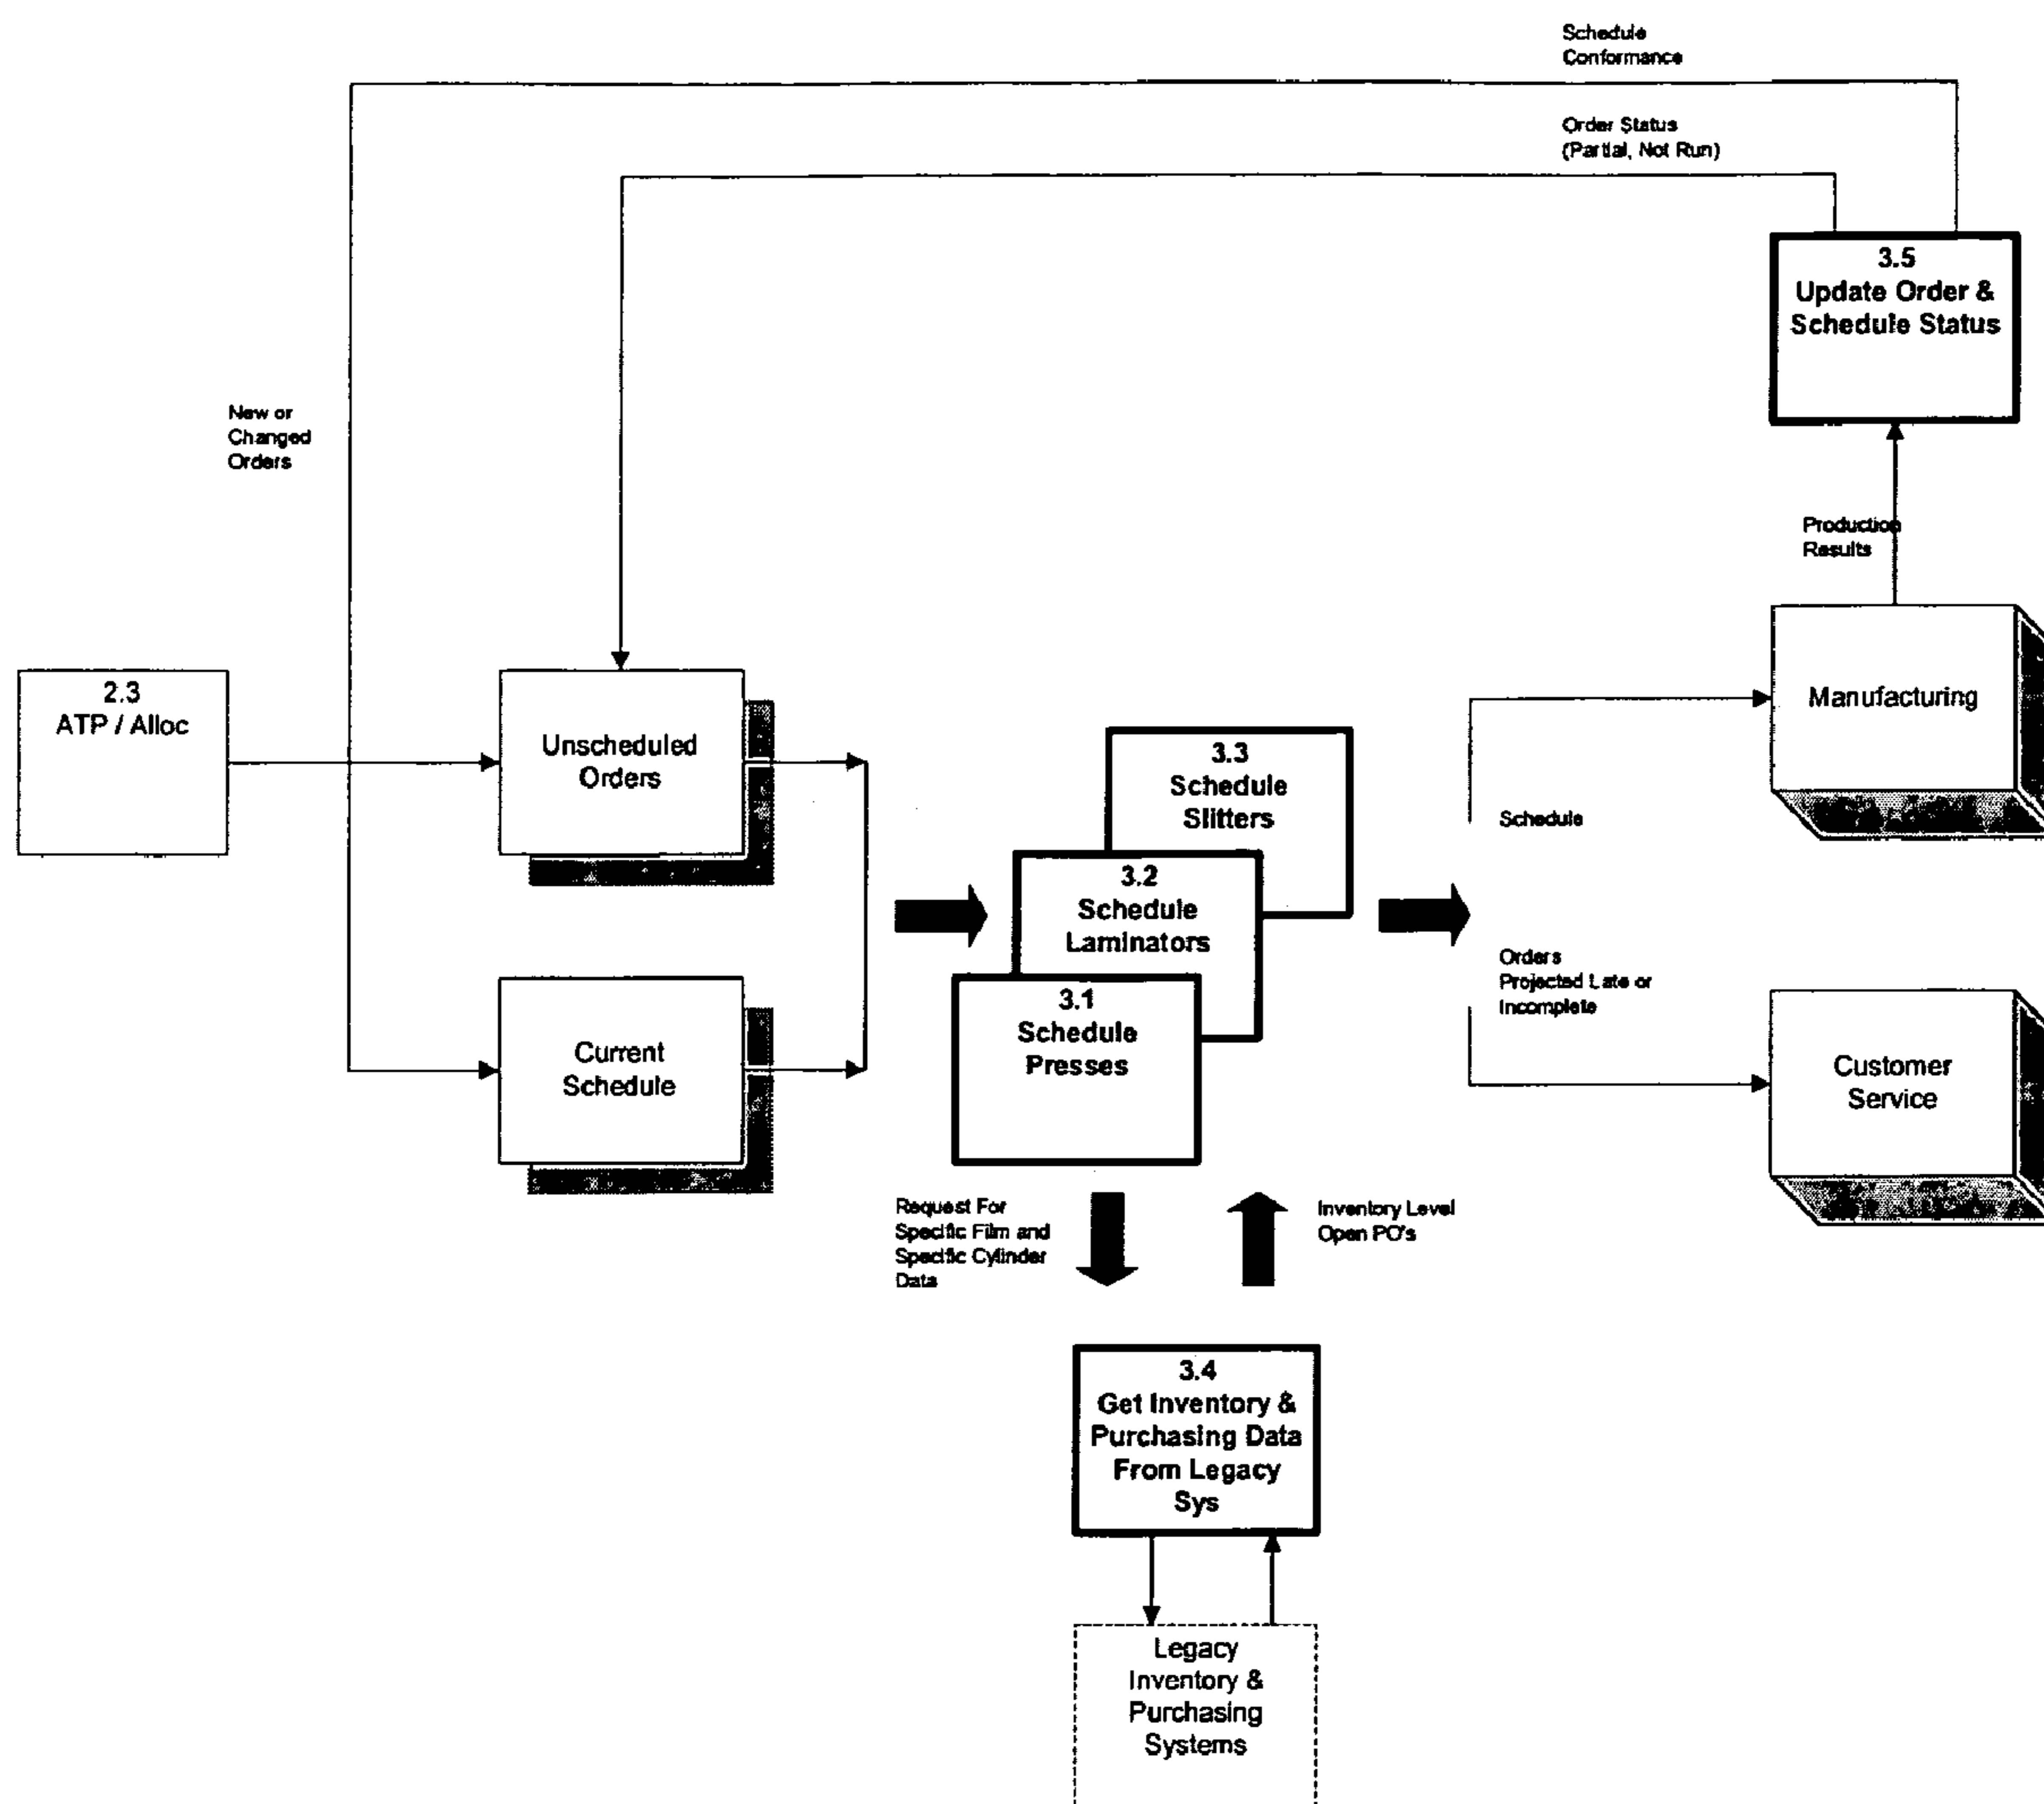 Schedule
Conformance
Order Status
(Partial, Not Run)
3.5
Update Order &
Schedule Status
New or
Changed
Orders
Production
Results
2.3
ATP / Alloc
Unscheduled
Orders
Manufacturing
3.3
Schedule
Slitters
Schedule
3.2
Schedule
Laminators
Orders
Projected Late or
Incomplete
3.1
Schedule
Presses
Current
Schedule
Customer
Service
Request For
Specific Film and
Specific Cylinder
Data
Inventory Level
Open PO's
3.4
Get Inventory &
Purchasing Data
From Legacy
Sys
Legacy
Inventory &
Purchasing
Systems